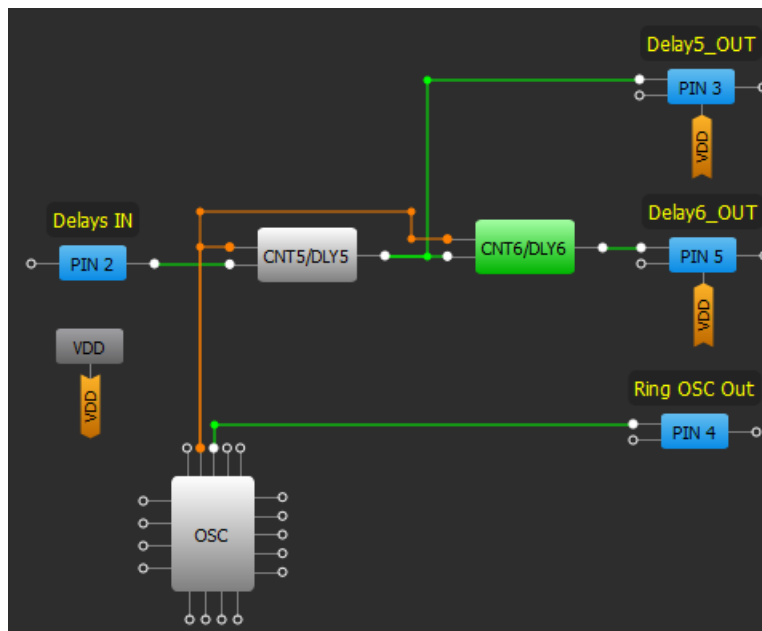 Delay5_OUT
PIN 3
VDD
Delays IN
Delay6_OUT
PIN 2
CNT5/DLY5
CNT6/DLY6
PIN 5
VDD
VDD
VDD
Ring OSC Out
PIN 4
OSC